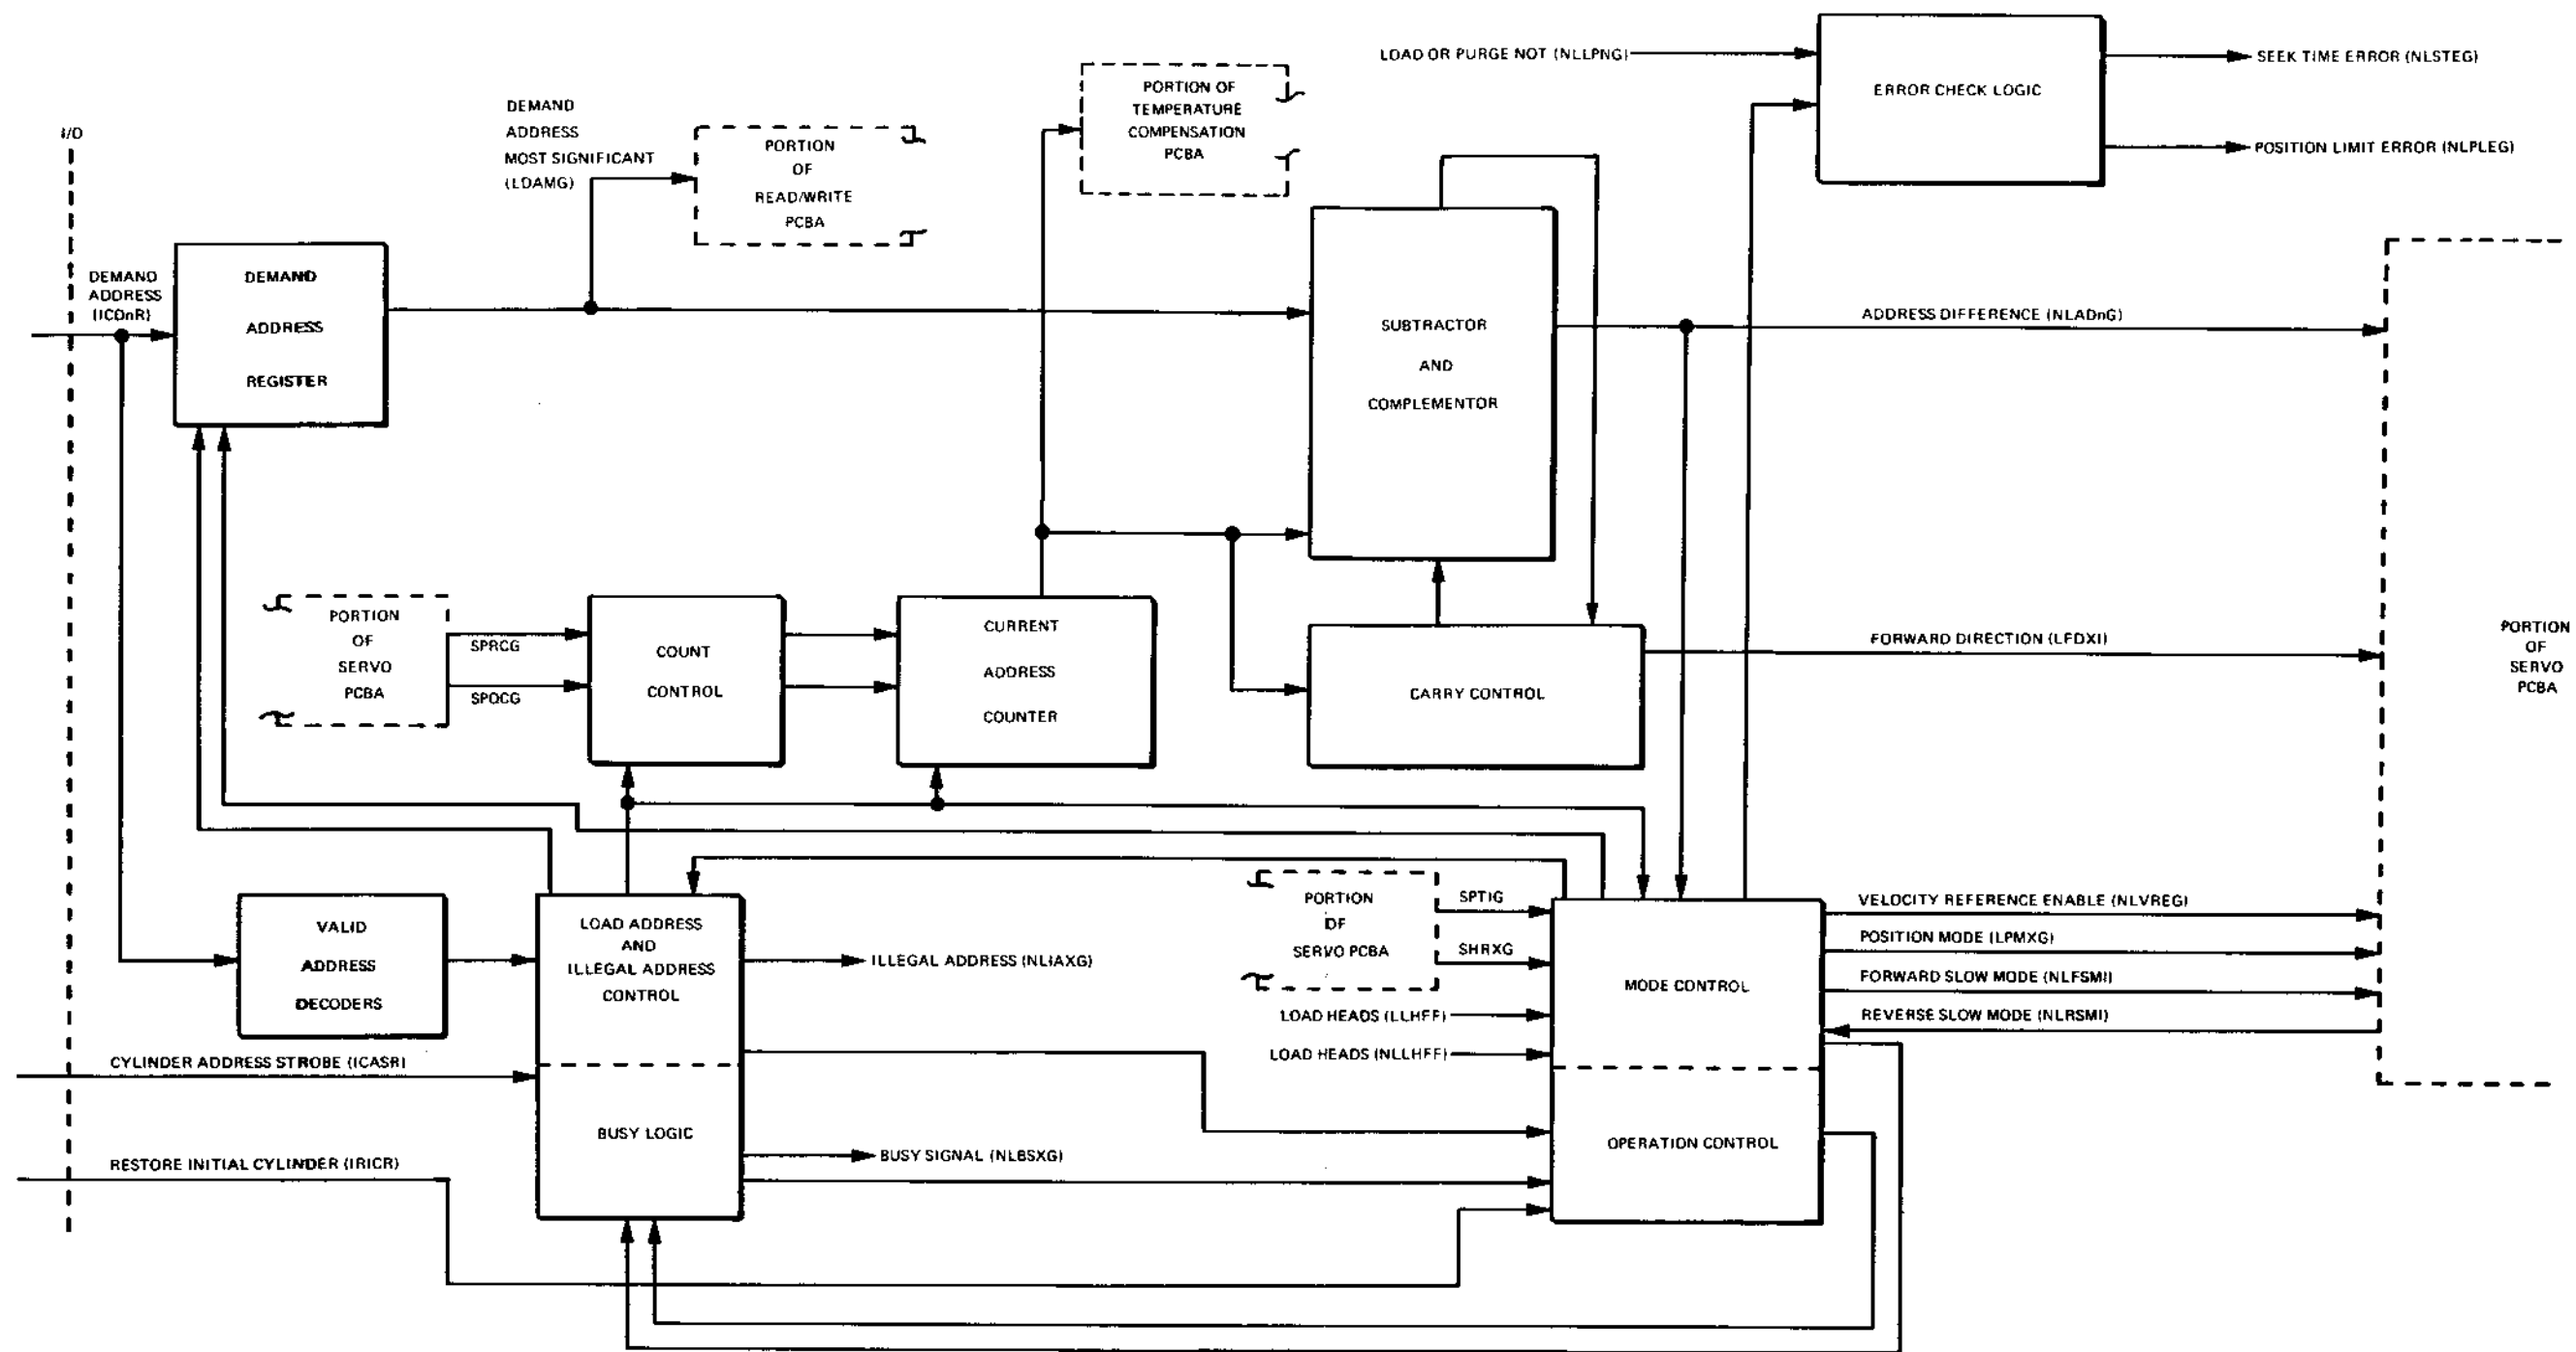 LOAD OR PURGE NOT (NLLPNG)
ERROR CHECK LOGIC
SEEK TIME ERROR (NLSTEG)
POSITION LIMIT ERROR (NLPLEG)
PORTION OF
TEMPERATURE
COMPENSATION
PCBA
I/O
DEMAND
ADDRESS
MOST SIGNIFICANT
(LDAMG)
PORTION
OF
READ/WRITE
PCBA
DEMAND
ADDRESS
(ICDnR)
DEMAND
ADDRESS
REGISTER
SUBTRACTOR
AND
COMPLEMENTOR
ADDRESS DIFFERENCE (NLADnG)
PORTION
OF
SERVO
PCBA
SPRCG
SPOCG
COUNT
CONTROL
CURRENT
ADDRESS
COUNTER
CARRY CONTROL
FORWARD DIRECTION (LFDXI)
PORTION
OF
SERVO
PCBA
VALID
ADDRESS
DECODERS
LOAD ADDRESS
AND
ILLEGAL ADDRESS
CONTROL
ILLEGAL ADDRESS (NLIAXG)
PORTION
OF
SERVO PCBA
SPTIG
SHRXG
LOAD HEADS (LLHFF)
LOAD HEADS (NLLHFF)
MODE CONTROL
VELOCITY REFERENCE ENABLE (NLVREG)
POSITION MODE (LPMXG)
FORWARD SLOW MODE (NLFSMI)
REVERSE SLOW MODE (NLRSMI)
CYLINDER ADDRESS STROBE (ICASR)
BUSY LOGIC
BUSY SIGNAL (NLBSXG)
OPERATION CONTROL
RESTORE INITIAL CYLINDER (IRICR)